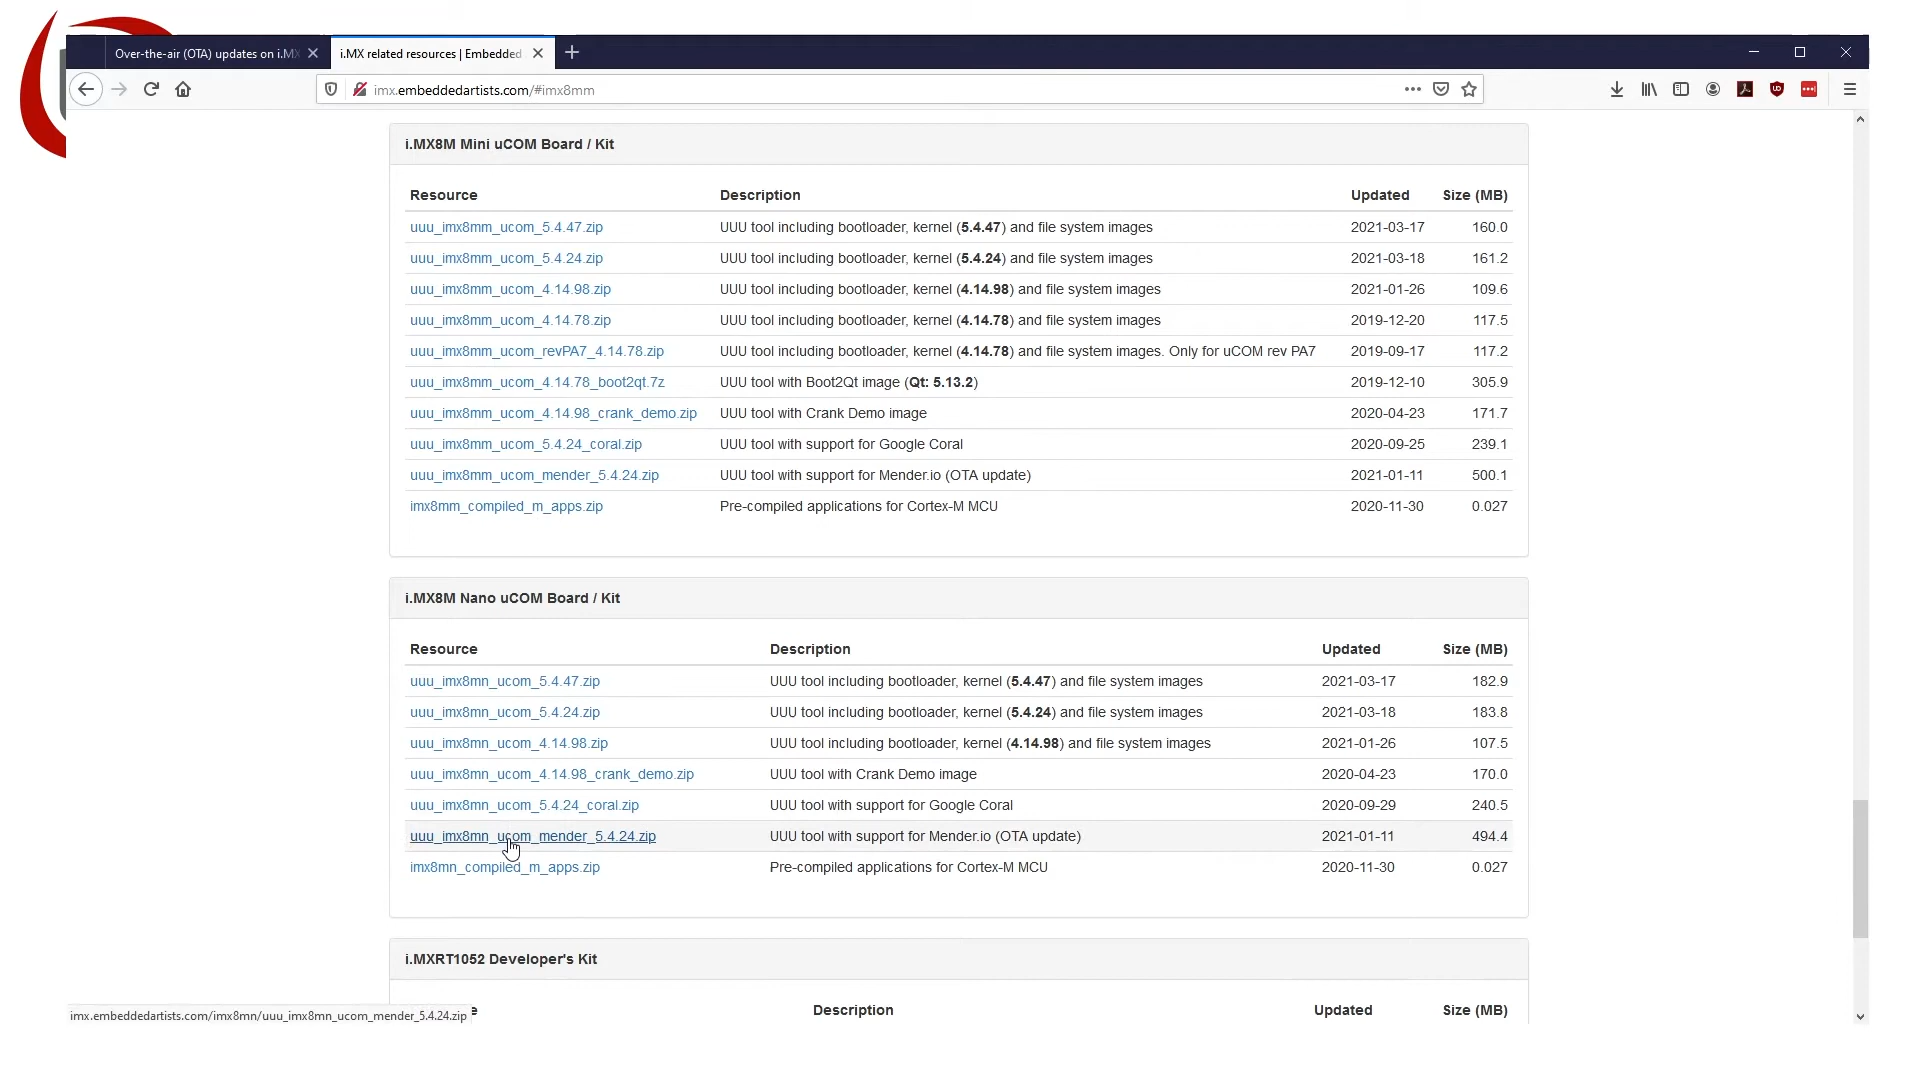 Over-the-air (OTA) updates on i.MX
i.MX related resources | Embedded
imx.embeddedartists.com/#imx8mm
i.MX8M Mini uCOM Board / Kit
Resource Description Updated Size (MB)
uuu_imx8mm_ucom_5.4.47.zip UUU tool including bootloader, kernel (5.4.47) and file system images 2021-03-17 160.0
uuu_imx8mm_ucom_5.4.24.zip UUU tool including bootloader, kernel (5.4.24) and file system images 2021-03-18 161.2
uuu_imx8mm_ucom_4.14.98.zip UUU tool including bootloader, kernel (4.14.98) and file system images 2021-01-26 109.6
uuu_imx8mm_ucom_4.14.78.zip UUU tool including bootloader, kernel (4.14.78) and file system images 2019-12-20 117.5
uuu_imx8mm_ucom_revPA7_4.14.78.zip UUU tool including bootloader, kernel (4.14.78) and file system images. Only for uCOM rev PA7 2019-09-17 117.2
uuu_imx8mm_ucom_4.14.78_boot2qt.7z UUU tool with Boot2Qt image (Qt: 5.13.2) 2019-12-10 305.9
uuu_imx8mm_ucom_4.14.98_crank_demo.zip UUU tool with Crank Demo image 2020-04-23 171.7
uuu_imx8mm_ucom_5.4.24_coral.zip UUU tool with support for Google Coral 2020-09-25 239.1
uuu_imx8mm_ucom_mender_5.4.24.zip UUU tool with support for Mender.io (OTA update) 2021-01-11 500.1
imx8mm_compiled_m_apps.zip Pre-compiled applications for Cortex-M MCU 2020-11-30 0.027
i.MX8M Nano uCOM Board / Kit
Resource Description Updated Size (MB)
uuu_imx8mn_ucom_5.4.47.zip UUU tool including bootloader, kernel (5.4.47) and file system images 2021-03-17 182.9
uuu_imx8mn_ucom_5.4.24.zip UUU tool including bootloader, kernel (5.4.24) and file system images 2021-03-18 183.8
uuu_imx8mn_ucom_4.14.98.zip UUU tool including bootloader, kernel (4.14.98) and file system images 2021-01-26 107.5
uuu_imx8mn_ucom_4.14.98_crank_demo.zip UUU tool with Crank Demo image 2020-04-23 170.0
uuu_imx8mn_ucom_5.4.24_coral.zip UUU tool with support for Google Coral 2020-09-29 240.5
uuu_imx8mn_ucom_mender_5.4.24.zip UUU tool with support for Mender.io (OTA update) 2021-01-11 494.4
imx8mn_compiled_m_apps.zip Pre-compiled applications for Cortex-M MCU 2020-11-30 0.027
i.MXRT1052 Developer's Kit
Description Updated Size (MB)
imx.embeddedartists.com/imx8mn/uuu_imx8mn_ucom_mender_5.4.24.zip